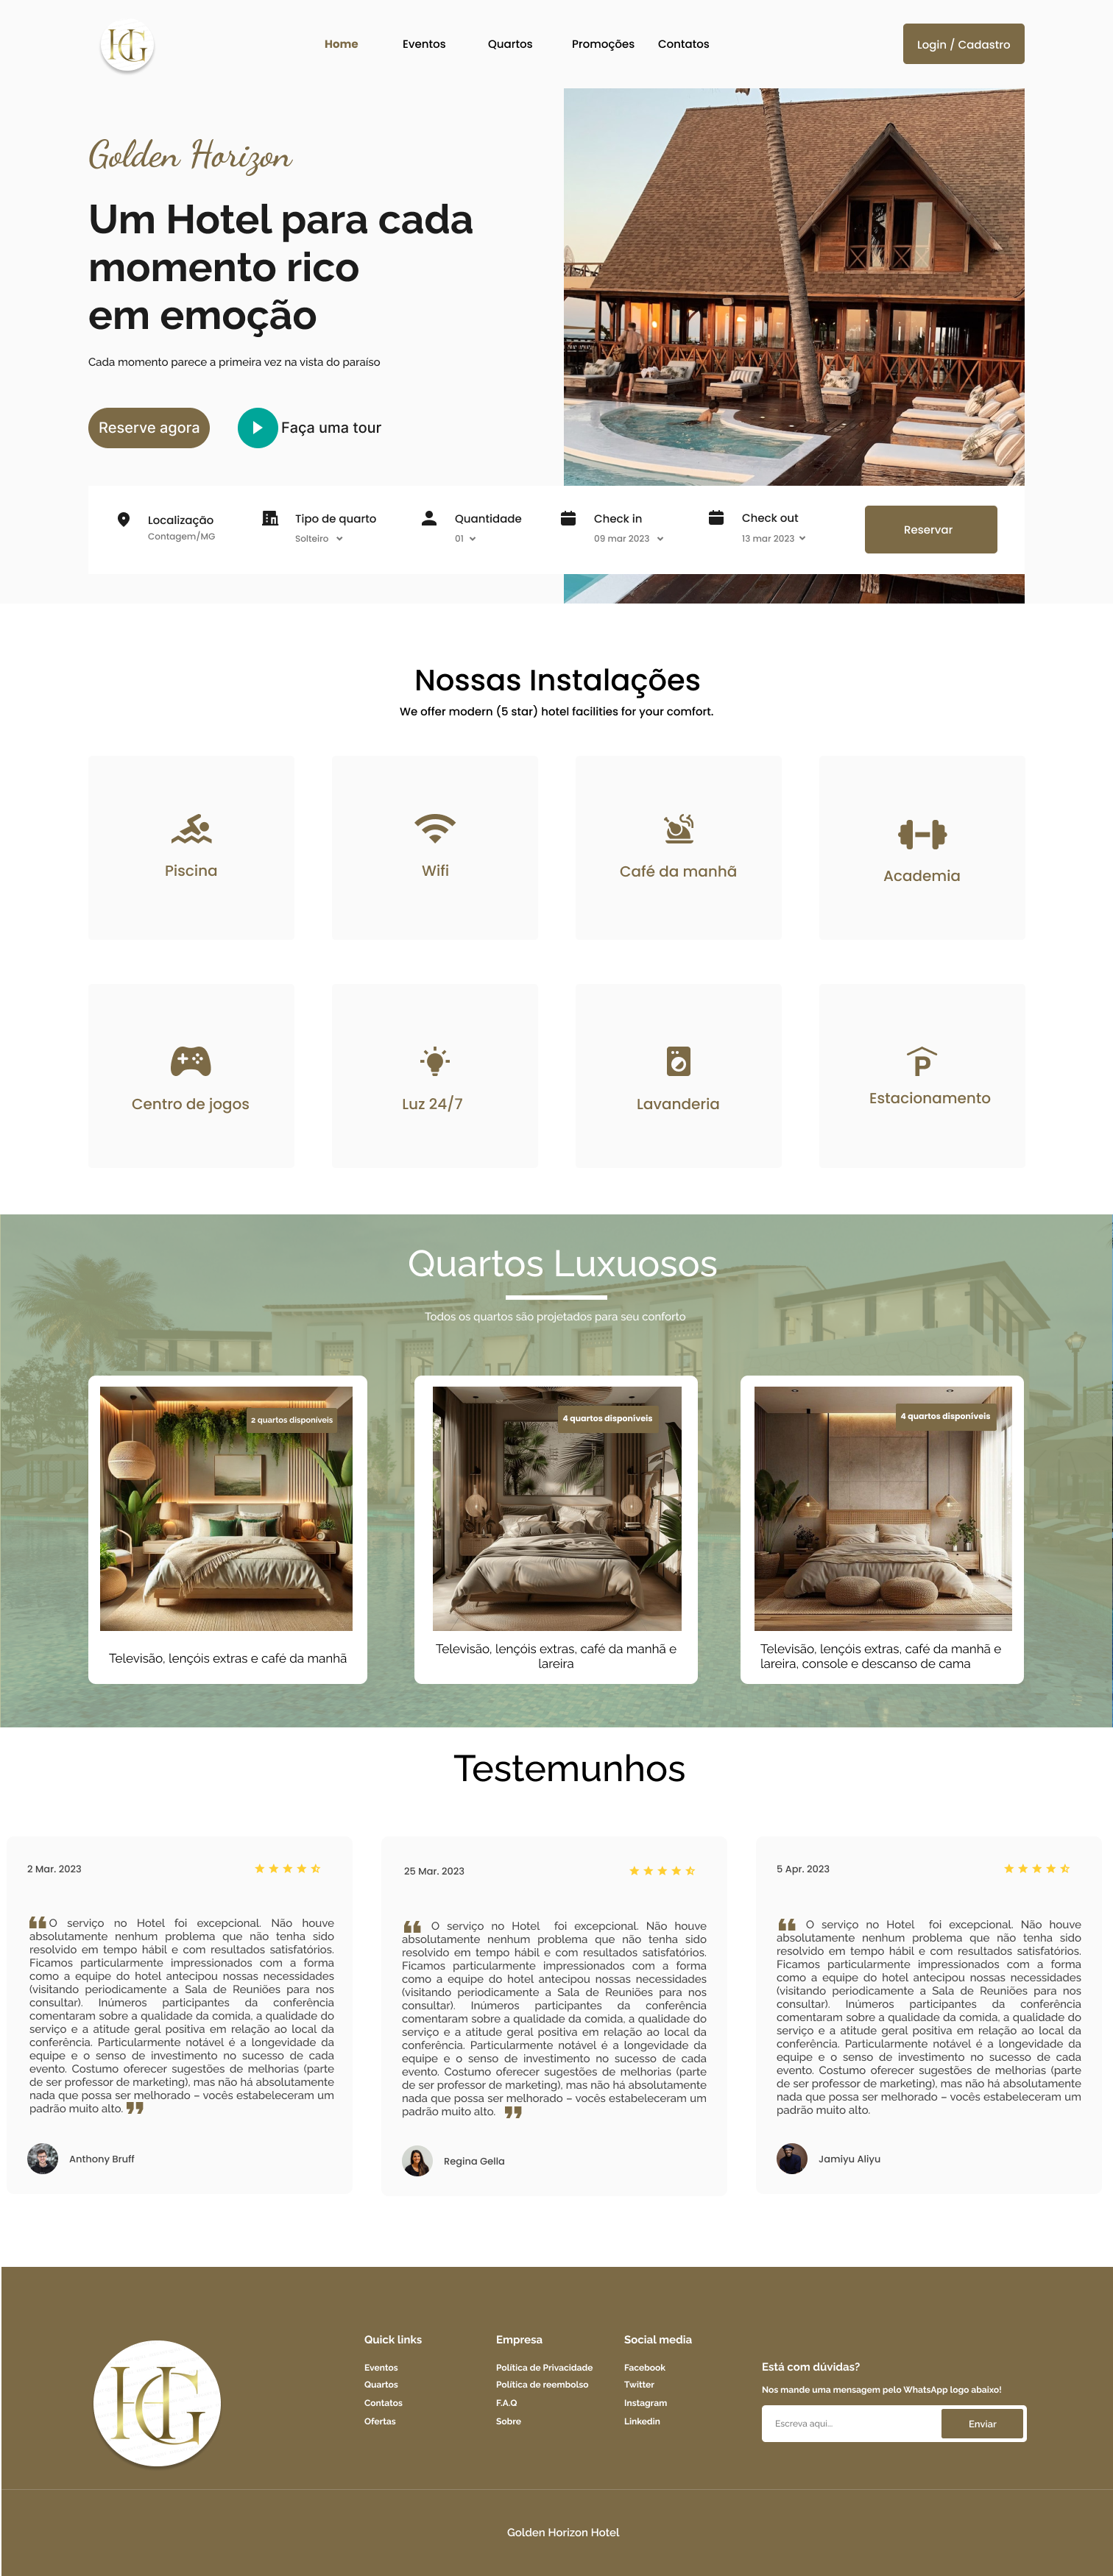 HG
Home
Eventos
Quartos
Promoções
Contatos
Login / Cadastro
Golden Horizon
Um Hotel para cada
momento rico
em emoção
Cada momento parece a primeira vez na vista do paraíso
Reserve agora
Faça uma tour
Localização
Contagem/MG
Tipo de quarto
Solteiro
Quantidade
01
Check in
09 mar 2023
Check out
13 mar 2023
Reservar
Nossas Instalações
We offer modern (5 star) hotel facilities for your comfort.
Piscina
Wifi
Café da manhã
Academia
Centro de jogos
Luz 24/7
Lavanderia
P
Estacionamento
Quartos Luxuosos
Todos os quartos são projetados para seu conforto
2 quartos disponíveis
Televisão, lençóis extras e café da manhã
4 quartos disponíveis
Televisão, lençóis extras, café da manhã e
lareira
4 quartos disponíveis
Televisão, lençóis extras, café da manhã e
lareira, console e descanso de cama
Testemunhos
2 Mar. 2023
❝ O serviço no Hotel foi excepcional. Não houve
absolutamente nenhum problema que não tenha sido
resolvido em tempo hábil e com resultados satisfatórios.
Ficamos particularmente impressionados com a forma
como a equipe do hotel antecipou nossas necessidades
(visitando periodicamente a Sala de Reuniões para nos
consultar). Inúmeros participantes da conferência
comentaram sobre a qualidade da comida, a qualidade do
serviço e a atitude geral positiva em relação ao local da
conferência. Particularmente notável é a longevidade da
equipe e o senso de investimento no sucesso de cada
evento. Costumo oferecer sugestões de melhorias (parte
de ser professor de marketing), mas não há absolutamente
nada que possa ser melhorado – vocês estabeleceram um
padrão muito alto. ❞
Anthony Bruff
25 Mar. 2023
❝ O serviço no Hotel foi excepcional. Não houve
absolutamente nenhum problema que não tenha sido
resolvido em tempo hábil e com resultados satisfatórios.
Ficamos particularmente impressionados com a forma
como a equipe do hotel antecipou nossas necessidades
(visitando periodicamente a Sala de Reuniões para nos
consultar). Inúmeros participantes da conferência
comentaram sobre a qualidade da comida, a qualidade do
serviço e a atitude geral positiva em relação ao local da
conferência. Particularmente notável é a longevidade da
equipe e o senso de investimento no sucesso de cada
evento. Costumo oferecer sugestões de melhorias (parte
de ser professor de marketing), mas não há absolutamente
nada que possa ser melhorado – vocês estabeleceram um
padrão muito alto. ❞
Regina Gella
5 Apr. 2023
❝ O serviço no Hotel foi excepcional. Não houve
absolutamente nenhum problema que não tenha sido
resolvido em tempo hábil e com resultados satisfatórios.
Ficamos particularmente impressionados com a forma
como a equipe do hotel antecipou nossas necessidades
(visitando periodicamente a Sala de Reuniões para nos
consultar). Inúmeros participantes da conferência
comentaram sobre a qualidade da comida, a qualidade do
serviço e a atitude geral positiva em relação ao local da
conferência. Particularmente notável é a longevidade da
equipe e o senso de investimento no sucesso de cada
evento. Costumo oferecer sugestões de melhorias (parte
de ser professor de marketing), mas não há absolutamente
nada que possa ser melhorado – vocês estabeleceram um
padrão muito alto.
Jamiyu Aliyu
HG
Quick links
Eventos
Quartos
Contatos
Ofertas
Empresa
Política de Privacidade
Política de reembolso
F.A.Q
Sobre
Social media
Facebook
Twitter
Instagram
Linkedin
Está com dúvidas?
Nos mande uma mensagem pelo WhatsApp logo abaixo!
Escreva aqui...
Enviar
Golden Horizon Hotel